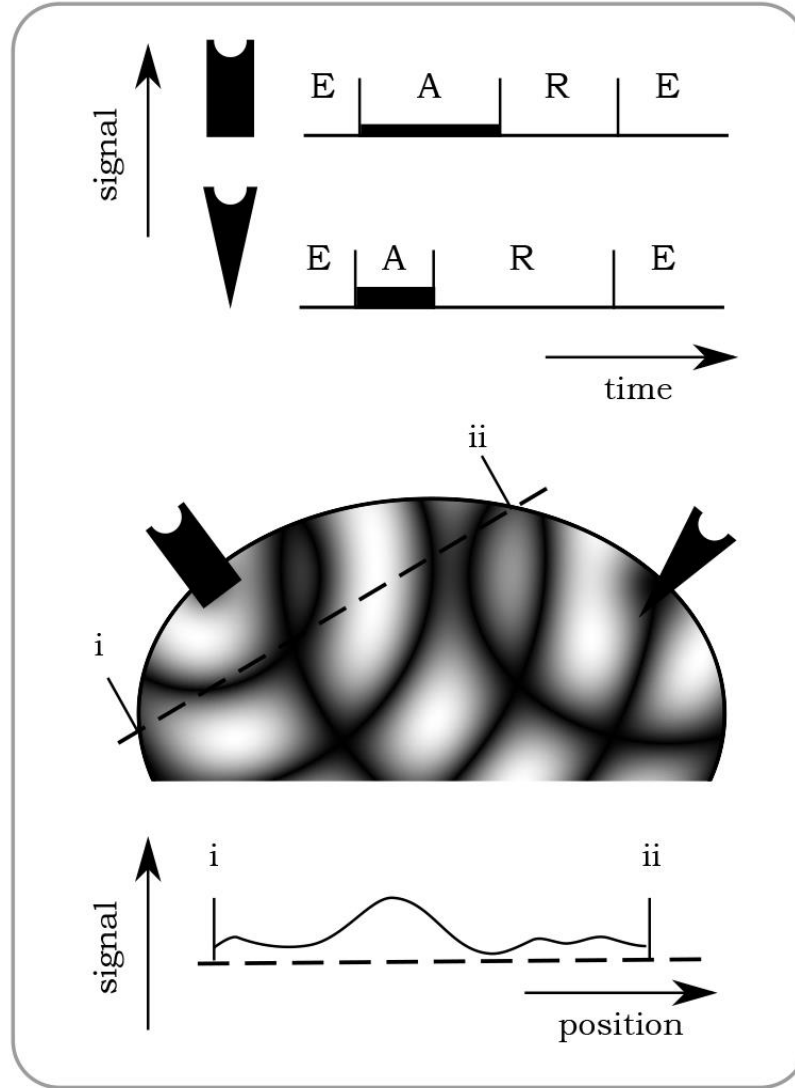 signal
E A R E
E A R E
time
ii
i
i ii
signal
position